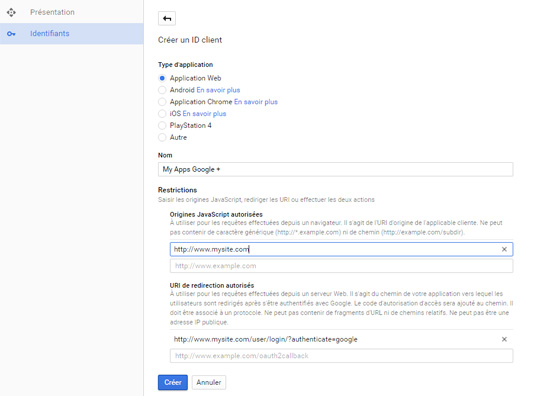 Présentation
Identifiants
Créer un ID client
Type d'application
Application Web
Android En savoir plus
Application Chrome En savoir plus
iOS En savoir plus
PlayStation 4
Autre
Nom
My Apps Google +
Restrictions
Saisir les origines JavaScript, rediriger les URI ou effectuer les deux actions
Origines JavaScript autorisées
À utiliser pour les requêtes effectuées depuis un navigateur. Il s'agit de l'URI d'origine de l'applicable cliente. Ne peut
pas contenir de caractère générique (http://*.example.com) ni de chemin (http://example.com/subdir).
http://www.mysite.com
http://www.example.com
URI de redirection autorisés
À utiliser pour les requêtes effectuées depuis un serveur Web. Il s'agit du chemin de votre application vers lequel les
utilisateurs sont redirigés après s'être authentifiés avec Google. Le code d'autorisation d'accès sera ajouté au chemin. Il
doit être associé à un protocole. Ne peut pas contenir de fragments d'URL ni de chemins relatifs. Ne peut pas être une
adresse IP publique.
http://www.mysite.com/user/login/?authenticate=google
http://www.example.com/oauth2callback
Créer Annuler